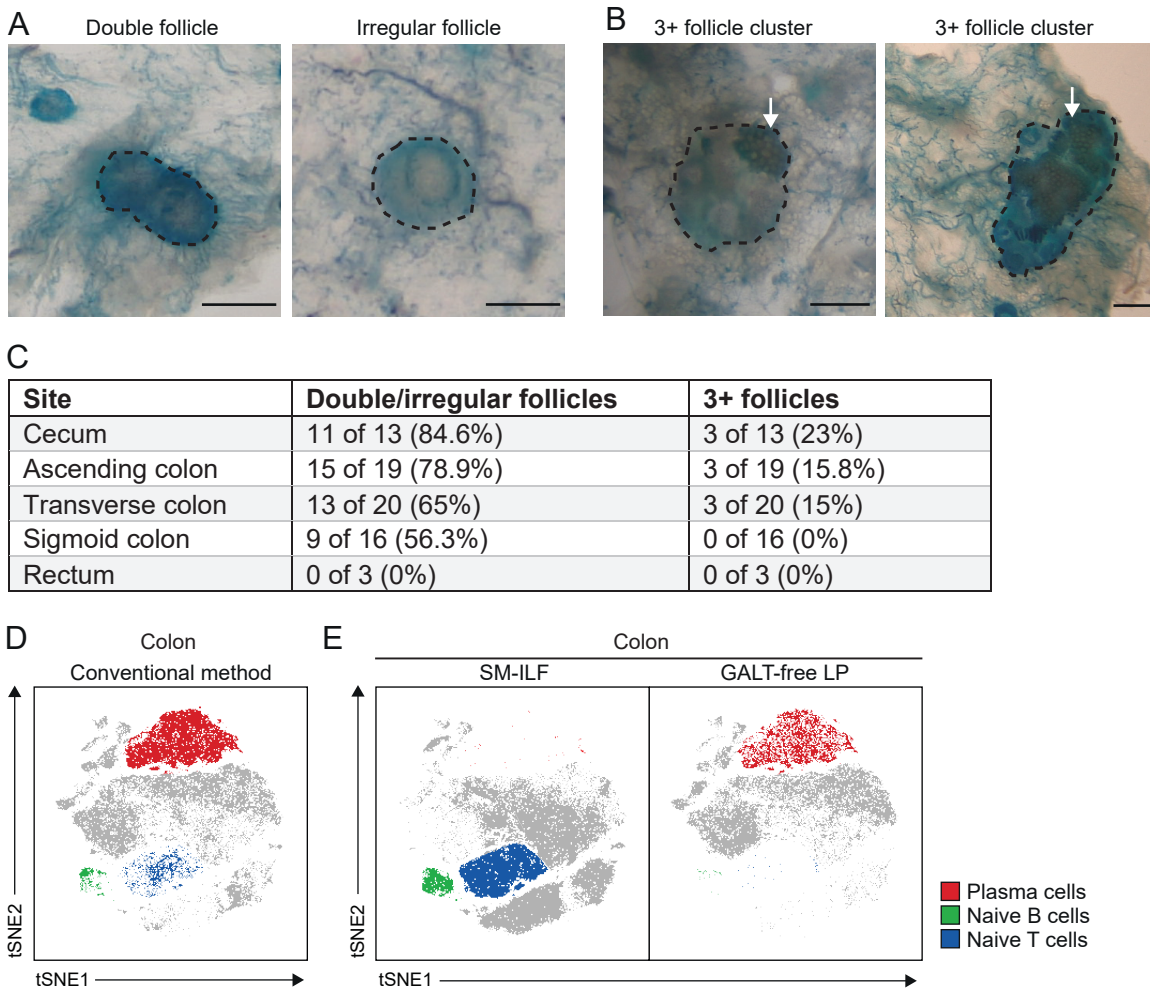 A
Double follicle
Irregular follicle
B
3+ follicle cluster
3+ follicle cluster
C
Site Double/irregular follicles 3+ follicles
Cecum 11 of 13 (84.6%) 3 of 13 (23%)
Ascending colon 15 of 19 (78.9%) 3 of 19 (15.8%)
Transverse colon 13 of 20 (65%) 3 of 20 (15%)
Sigmoid colon 9 of 16 (56.3%) 0 of 16 (0%)
Rectum 0 of 3 (0%) 0 of 3 (0%)
D
Colon
Conventional method
tSNE2
tSNE1
E
Colon
SM-ILF
GALT-free LP
tSNE2
tSNE1
Plasma cells
Naive B cells
Naive T cells